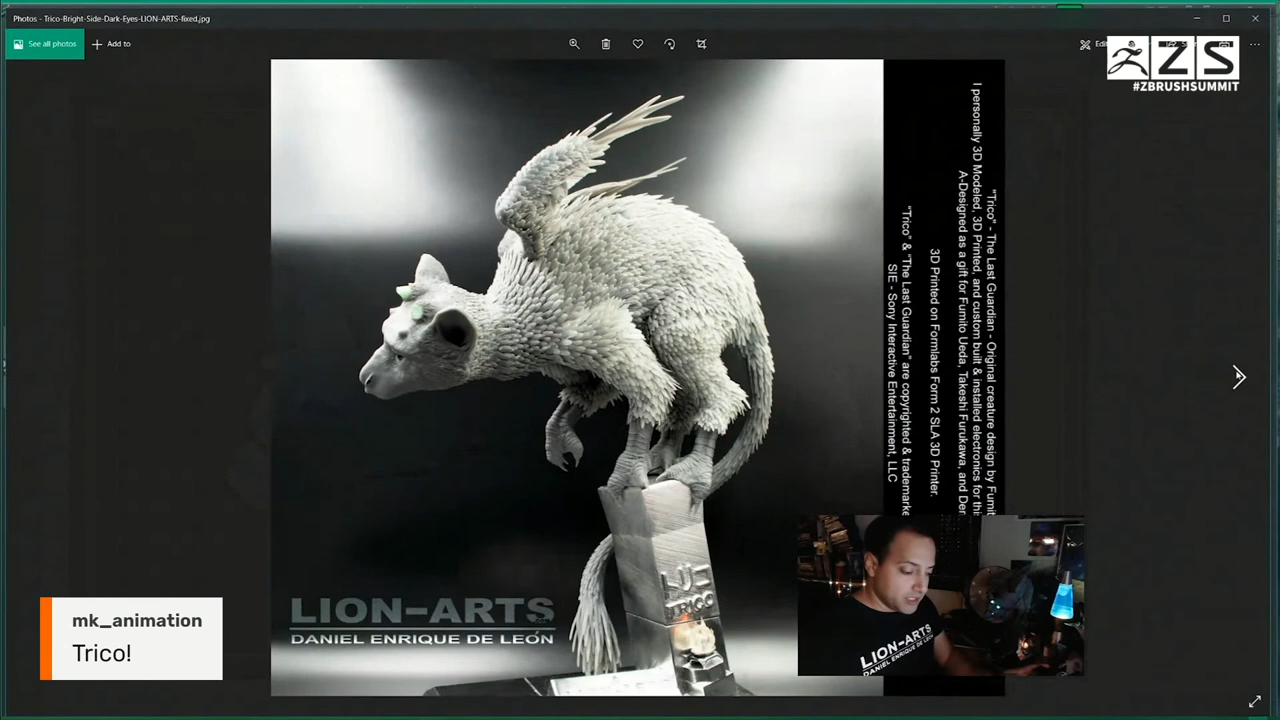 Photos - Trico-Bright-Side-Dark-Eyes-LION-ARTS-fixed.jpg
See all photos
Add to
ZS
#ZBRUSHSUMMIT
"Trico" - The Last Guardian - Original creature design by Fumit
I personally 3D Modeled, 3D Printed, and custom built & installed electronics for this
A-Designed as a gift for Fumito Ueda, Takeshi Furukawa, and Der
3D Printed on Formlabs Form 2 SLA 3D Printer.
"Trico" & "The Last Guardian" are copyrighted & trademarke
SIE - Sony Interactive Entertainment, LLC
TRICO
LION-ARTS
DANIEL ENRIQUE DE LEÓN
LION-ARTS
DANIEL ENRIQUE DE LEÓN
mk_animation
Trico!